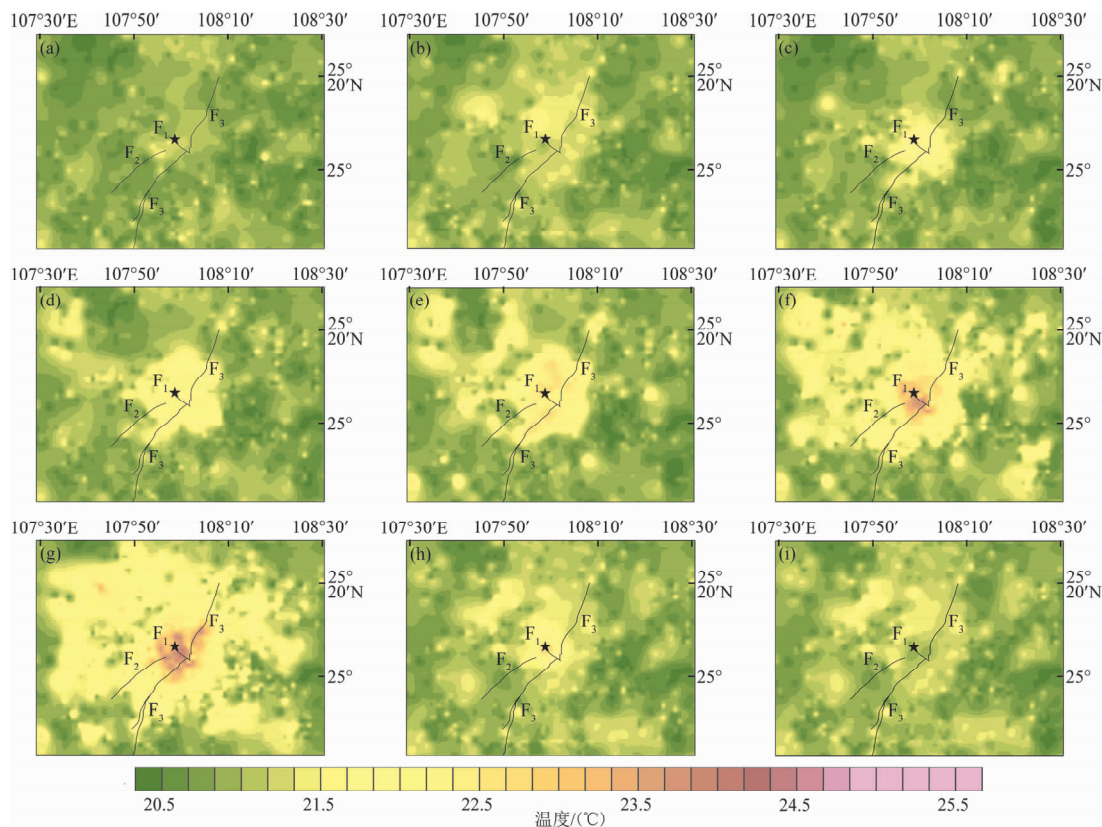 107°30′E 107°50′ 108°10′ 108°30′ 107°30′E 107°50′ 108°10′ 108°30′ 107°30′E 107°50′ 108°10′ 108°30′
(a) (b) (c)
25°
20′N
25°
20′N
25°
20′N
F3 F3 F3
F1 F1 F1
F2 F2 F2
25° 25° 25°
F3 F3 F3
107°30′E 107°50′ 108°10′ 108°30′ 107°30′E 107°50′ 108°10′ 108°30′ 107°30′E 107°50′ 108°10′ 108°30′
(d) (e) (f)
25°
20′N
25°
20′N
25°
20′N
F3 F3 F3
F1 F1 F1
F2 F2 F2
25° 25° 25°
F3 F3 F3
107°30′E 107°50′ 108°10′ 108°30′ 107°30′E 107°50′ 108°10′ 108°30′ 107°30′E 107°50′ 108°10′ 108°30′
(g) (h) (i)
25°
20′N
25°
20′N
25°
20′N
F3 F3 F3
F1 F1 F1
F2 F2 F2
25° 25° 25°
F3 F3 F3
20.5 21.5 22.5 23.5 24.5 25.5
温度/(℃)